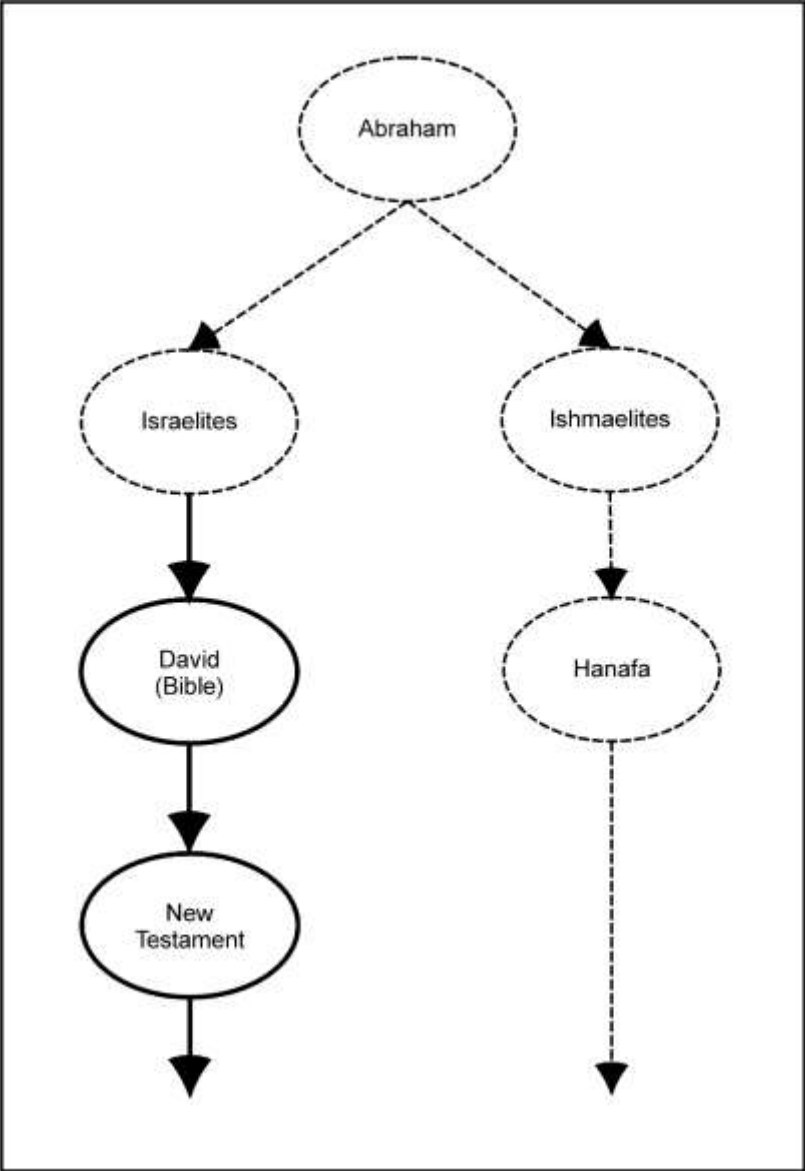 Abraham
Israelites
Ishmaelites
David
(Bible)
Hanafa
New
Testament